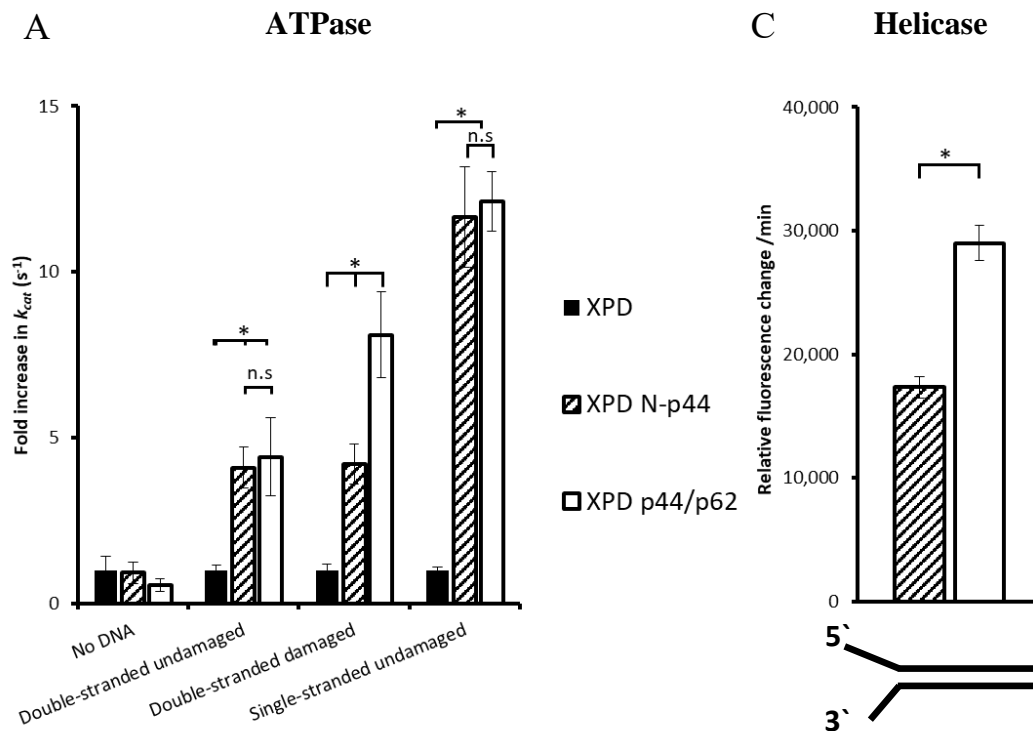 A
ATPase
C
Helicase
Fold increase in kcat (s-1)
15
10
5
0
*
n.s
*
*
n.s
No DNA
Double-stranded undamaged
Double-stranded damaged
Single-stranded undamaged
XPD
XPD N-p44
XPD p44/p62
Relative fluorescence change /min
40,000
30,000
20,000
10,000
0
*
5`
3`